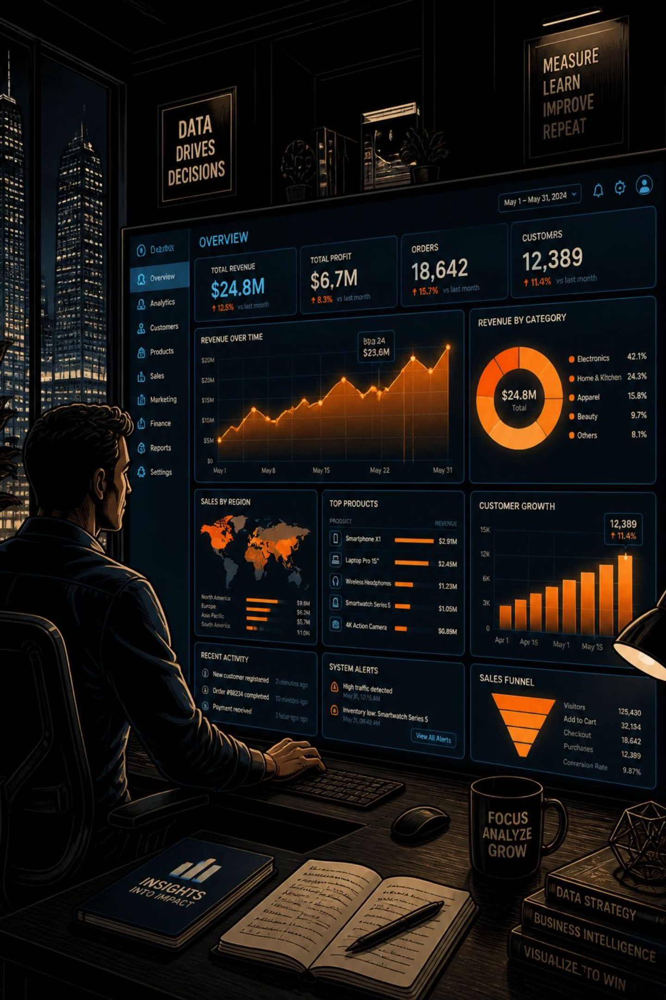 MEASURE
LEARN
IMPROVE
REPEAT
DATA
DRIVES
DECISIONS
May 1 – May 31, 2024
OVERVIEW
Overview
Analytics
Customers
Products
Sales
Marketing
Finance
Reports
Settings
TOTAL REVENUE
$24.8M
↑ 12.5% vs last month
TOTAL PROFIT
$6,7M
↑ 8.3% vs last month
ORDERS
18,642
↑ 15.7% vs last month
CUSTOMRS
12,389
↑ 11.4% vs last month
REVENUE OVER TIME
24
$23,6M
$20M
$15M
$10M
$5M
$0
May 1
May 8
May 15
May 22
May 31
REVENUE BY CATEGORY
$24.8M
Total
Electronics 42.1%
Home & Kitchen 24.3%
Apparel 15.8%
Beauty 9.7%
Others 8.1%
SALES BY REGION
North America $9.8M
Europe $6.2M
Asia Pacific $5.7M
South America $1.0M
TOP PRODUCTS
PRODUCT REVENUE
Smartphone X1 $2.91M
Laptop Pro 15" $2.45M
Wireless Headphones $1.23M
Smartwatch Series S $1.05M
4K Action Camera $0.89M
CUSTOMER GROWTH
12,389
↑ 11.4%
15K
12K
6K
3K
0
Apr 1
Apr 15
May 1
May 15
RECENT ACTIVITY
New customer registered 2 minutes ago
Order #98234 completed 10 minutes ago
Payment received
SYSTEM ALERTS
High traffic detected
May 31, 10:15 AM
Inventory low: Smartwatch Series S
May 31, 09:42 AM
View All Alerts
SALES FUNNEL
Visitors 125,430
Add to Cart 32,134
Checkout 18,642
Purchases 12,389
Conversion Rate 9.87%
FOCUS
ANALYZE
GROW
INSIGHTS
INTO IMPACT
DATA STRATEGY
BUSINESS INTELLIGENCE
VISUALIZE TO WIN